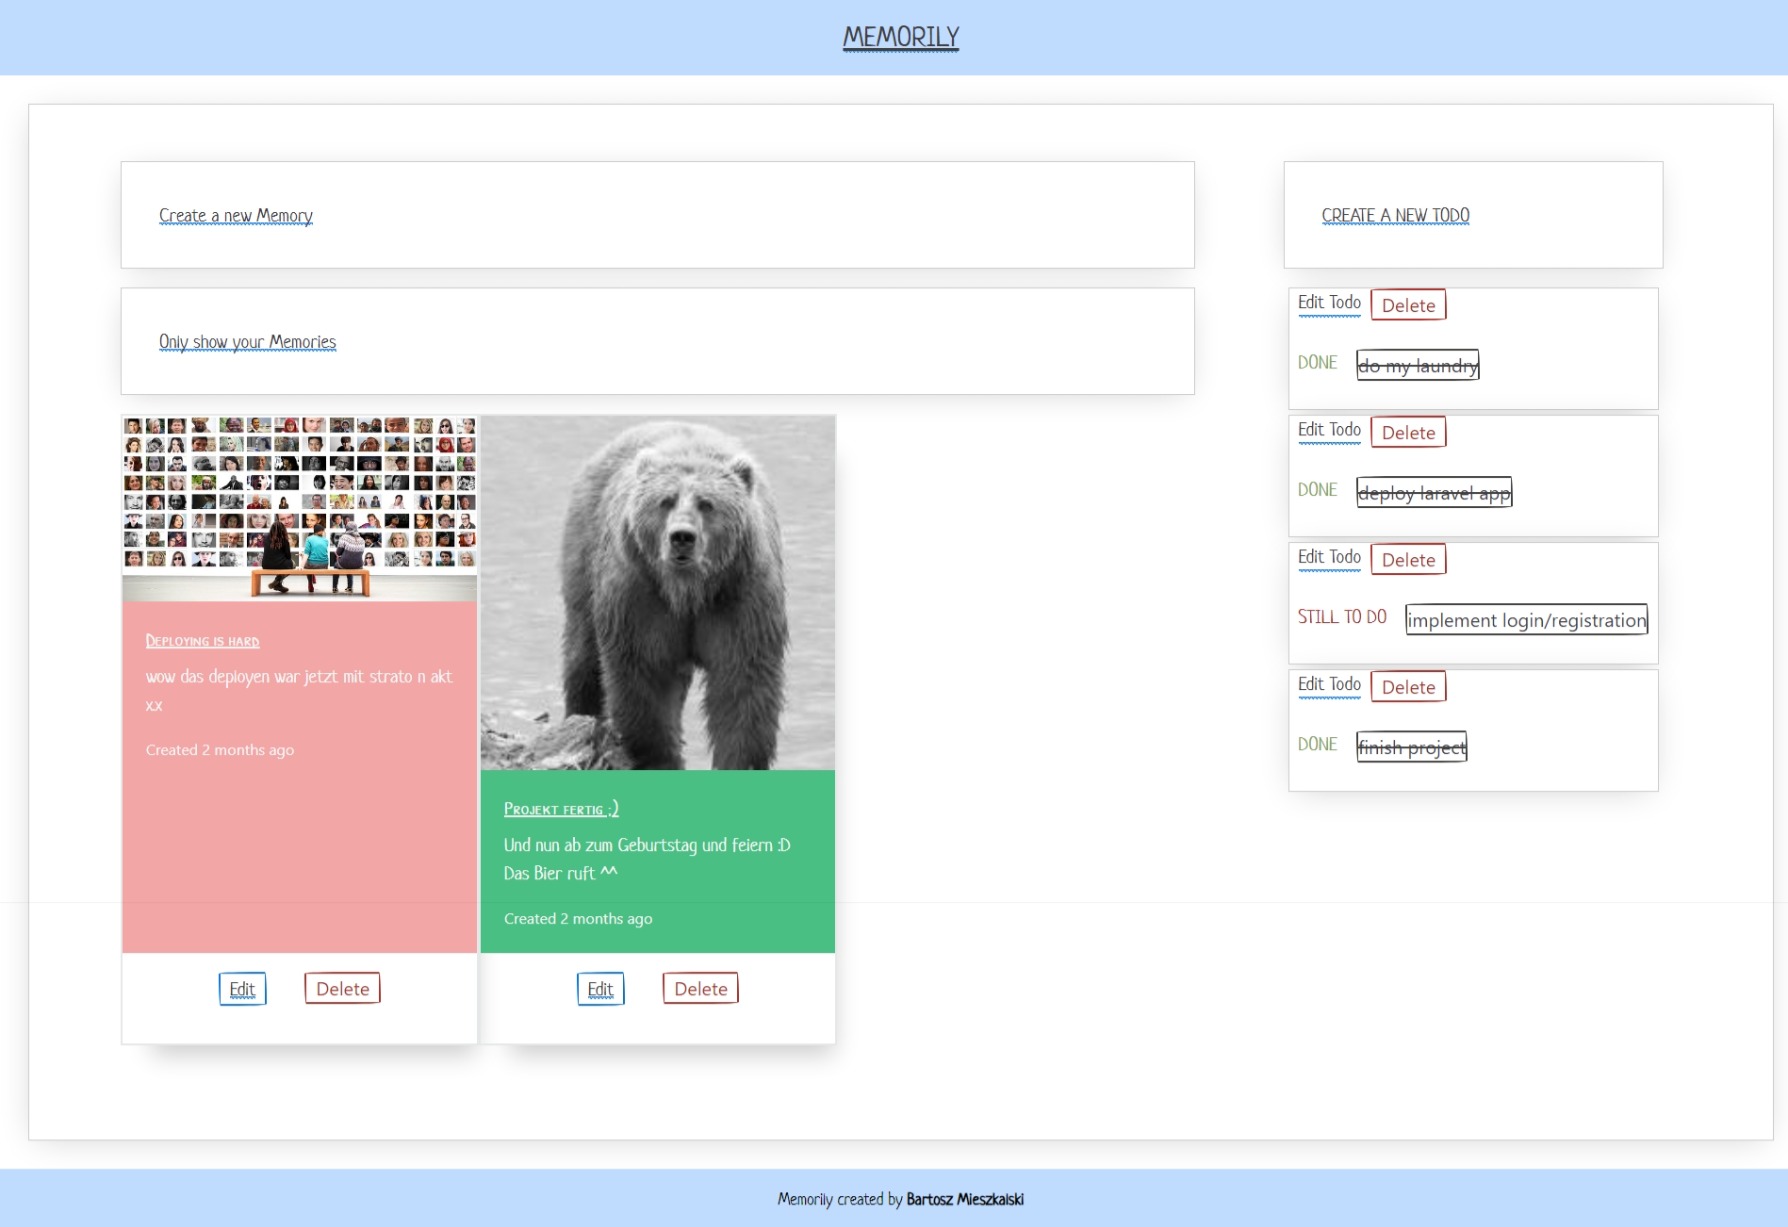 MEMORILY
Create a new Memory
Only show your Memories
Deploying is hard
wow das deployen war jetzt mit strato n akt
xx
Created 2 months ago
Edit Delete
Projekt fertig ;)
Und nun ab zum Geburtstag und feiern :D
Das Bier ruft ^^
Created 2 months ago
Edit Delete
CREATE A NEW TODO
Edit Todo Delete
DONE do my laundry
Edit Todo Delete
DONE deploy laravel app
Edit Todo Delete
STILL TO DO implement login/registration
Edit Todo Delete
DONE finish project
Memorily created by Bartosz Mieszkalski